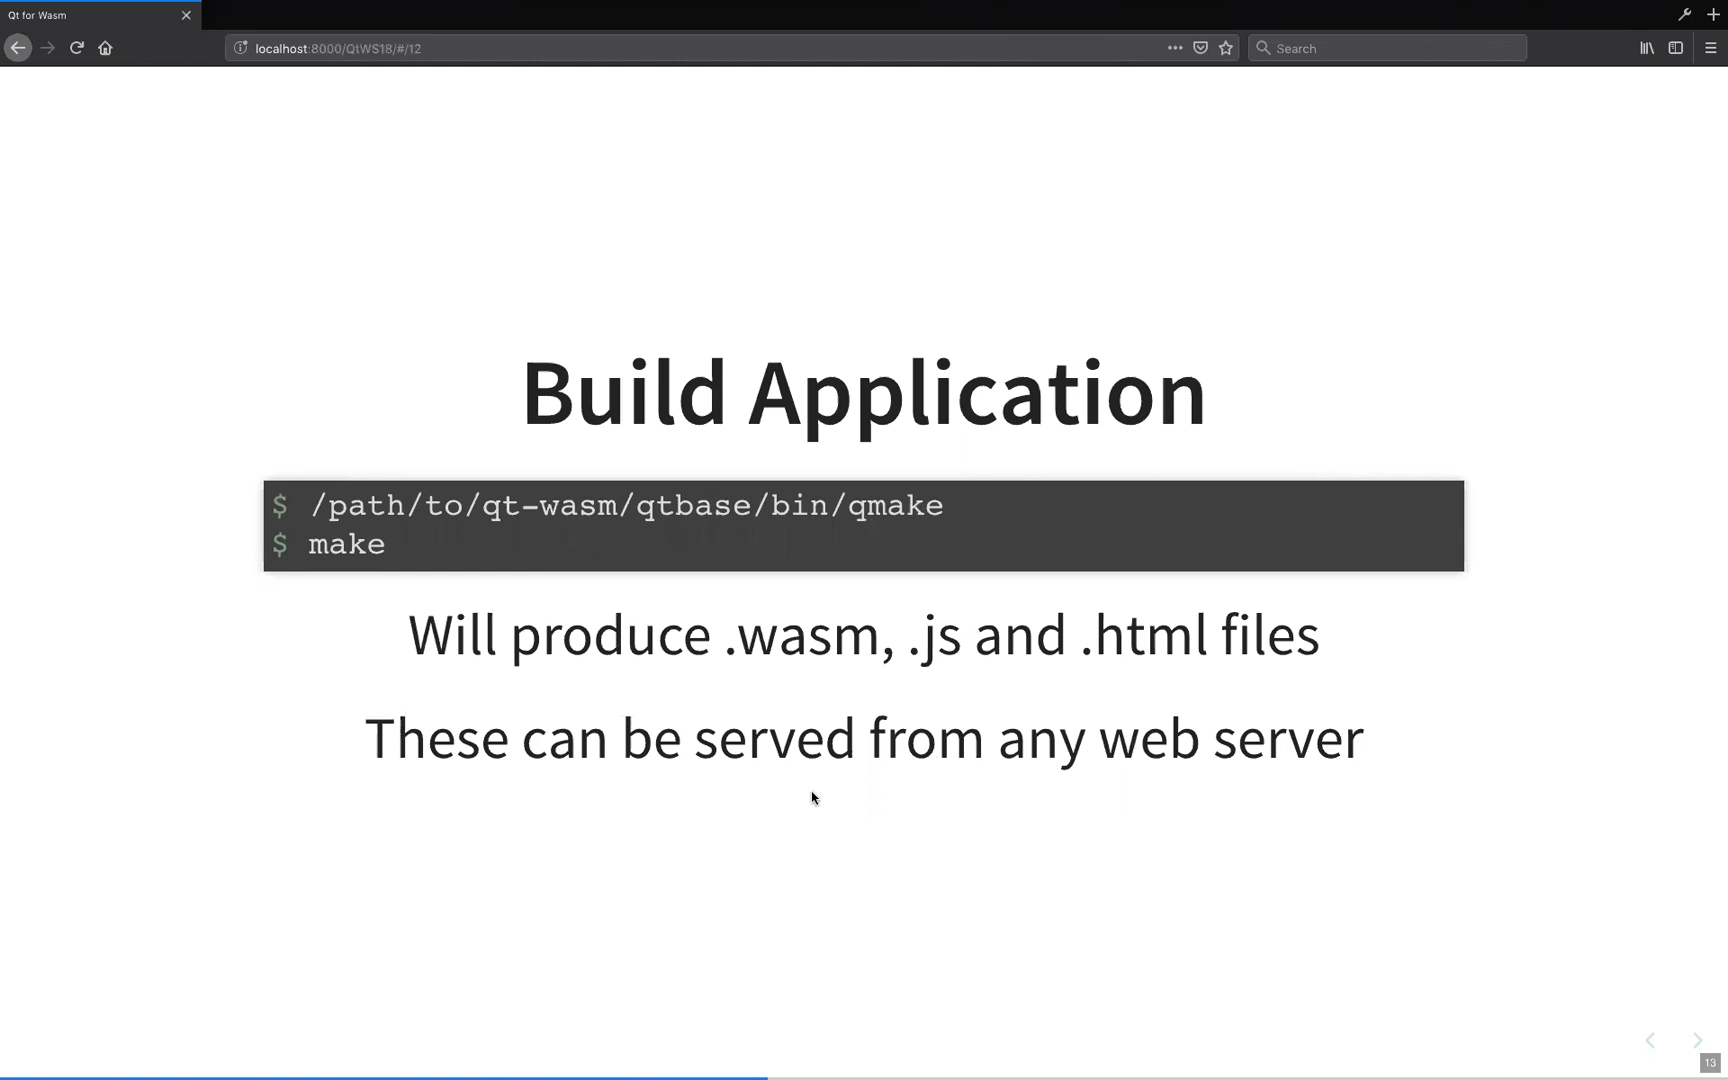 Qt for Wasm
localhost:8000/QtWS18/#/12
Search
Build Application
$ /path/to/qt-wasm/qtbase/bin/qmake
$ make
Will produce .wasm, .js and .html files
These can be served from any web server
13